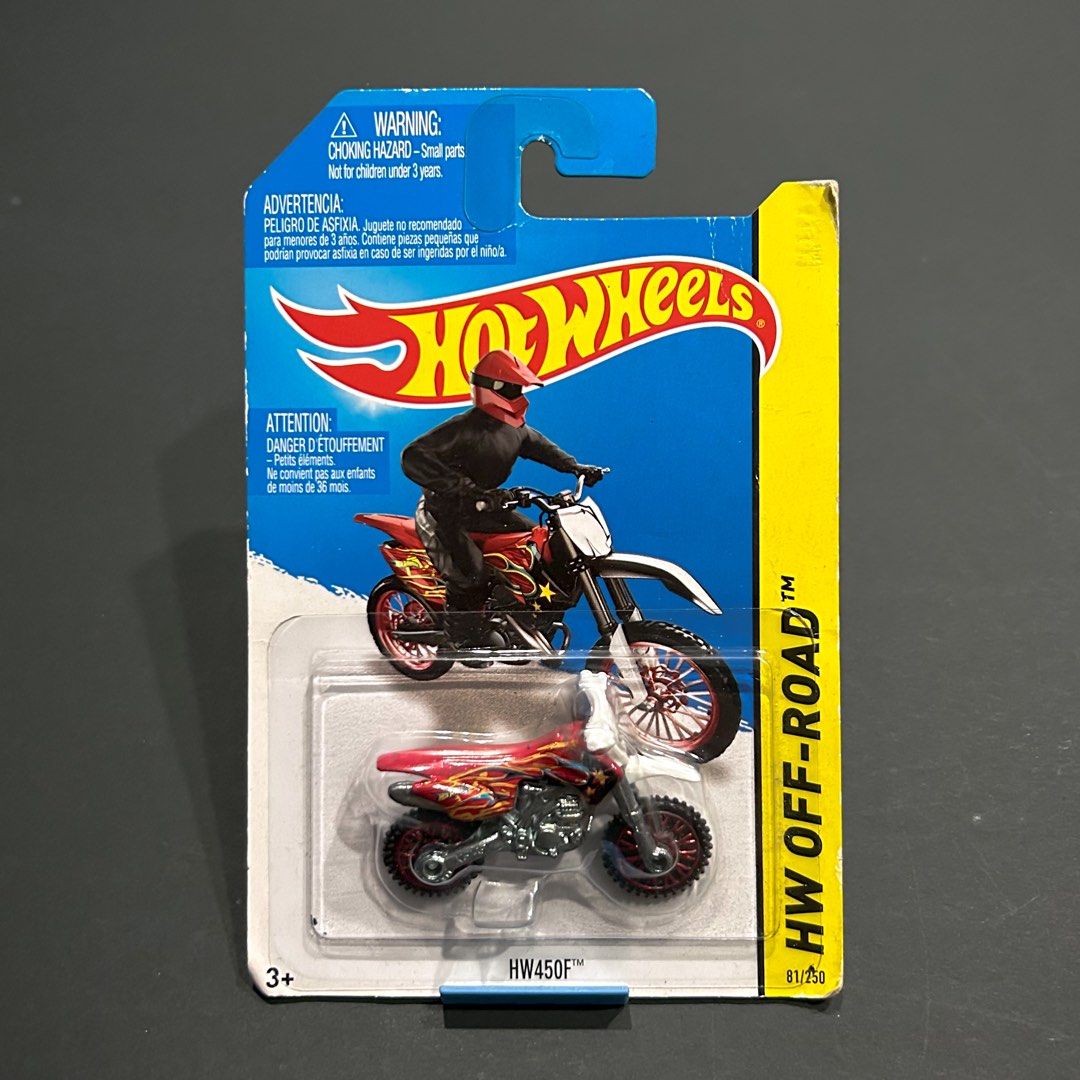 WARNING:
CHOKING HAZARD – Small parts
Not for children under 3 years.
ADVERTENCIA:
PELIGRO DE ASFIXIA. Juguete no recomendado
para menores de 3 años. Contiene piezas pequeñas que
podrían provocar asfixia en caso de ser ingeridas por el niño/a.
HOT WHEELS®
ATTENTION:
DANGER D'ÉTOUFFEMENT
– Petits éléments.
Ne convient pas aux enfants
de moins de 36 mois.
HW OFF-ROAD™
81/250
HW450F™
3+